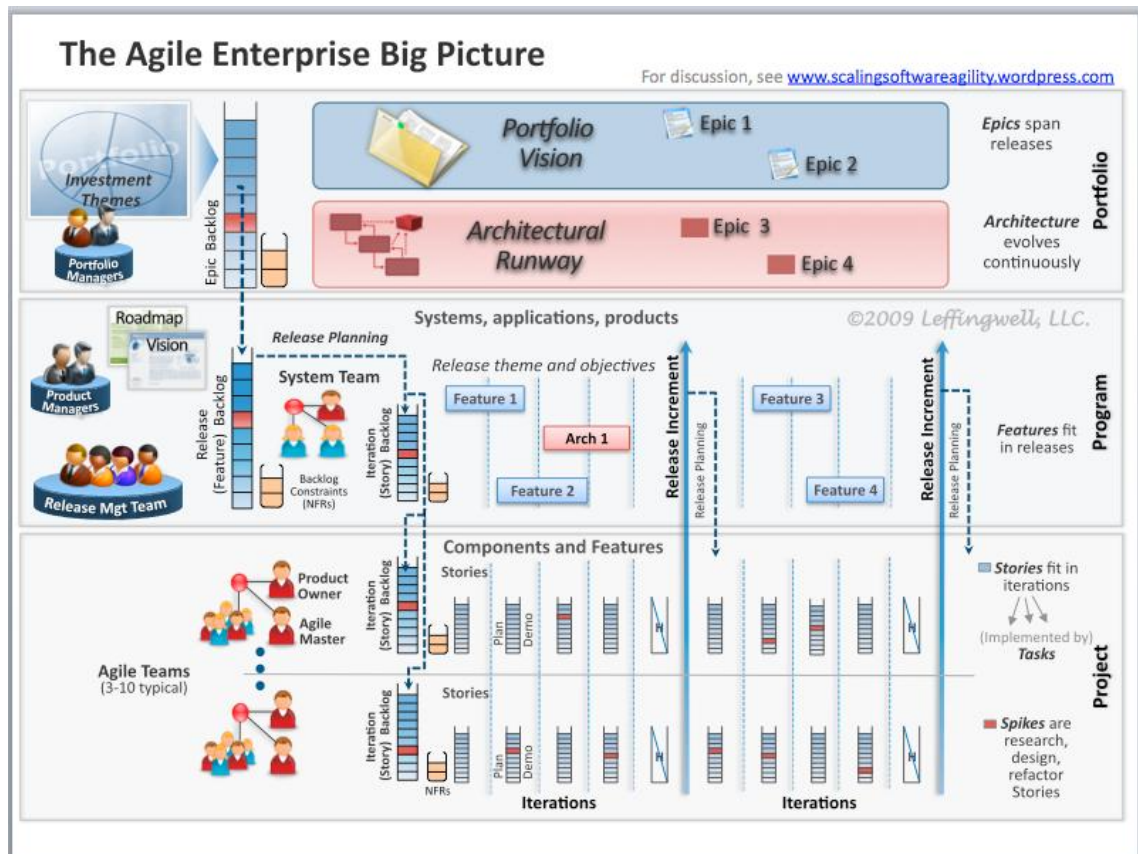 The Agile Enterprise Big Picture
For discussion, see www.scalingsoftwareagility.wordpress.com
Portfolio
Investment
Themes
Portfolio
Managers
Epic Backlog
Portfolio
Vision
Epic 1
Epic 2
Architectural
Runway
Epic 3
Epic 4
Epics span
releases
Architecture
evolves
continuously
Portfolio
Roadmap
Vision
Product
Managers
Release Mgt Team
Release
(Feature) Backlog
Release Planning
System Team
Backlog
Constraints
(NFRs)
Iteration
(Story) Backlog
Systems, applications, products
©2009 Leffingwell, LLC.
Release theme and objectives
Feature 1
Arch 1
Feature 2
Release Increment
Release Planning
Feature 3
Feature 4
Release Increment
Release Planning
Features fit
in releases
Program
Components and Features
Product
Owner
Agile
Master
Agile Teams
(3-10 typical)
Iteration
(Story) Backlog
Stories
Plan
Demo
H
H
Stories fit in
iterations
(Implemented by)
Tasks
Project
Iteration
(Story) Backlog
NFRs
Stories
Plan
Demo
H
H
Spikes are
research,
design,
refactor
Stories
Iterations
Iterations